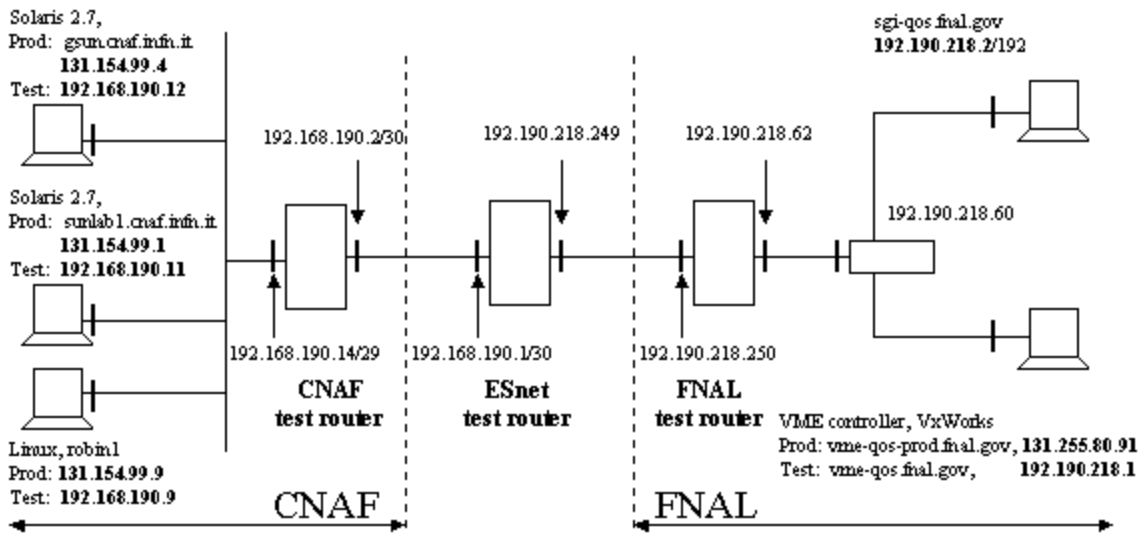 Solaris 2.7,
Prod: gsun.cnaf.infn.it
131.154.99.4
Test: 192.168.190.12
sgi-qos.fnal.gov
192.190.218.2/192
192.168.190.2/30
192.190.218.249
192.190.218.62
Solaris 2.7,
Prod: sunlab1.cnaf.infn.it
131.154.99.1
Test: 192.168.190.11
192.190.218.60
192.168.190.14/29
192.168.190.1/30
192.190.218.250
CNAF
test router
ESnet
test router
FNAL
test router
VME controller, VxWorks
Prod: vme-qos-prod.fnal.gov, 131.255.80.91
Test: vme-qos.fnal.gov, 192.190.218.1
Linux, robin1
Prod: 131.154.99.9
Test: 192.168.190.9
CNAF
FNAL